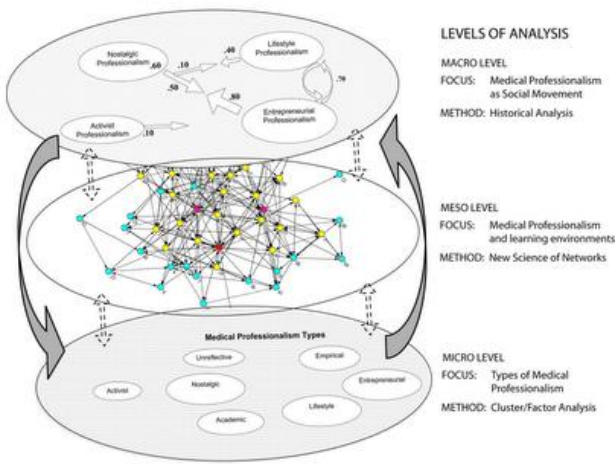 LEVELS OF ANALYSIS
MACRO LEVEL
FOCUS: Medical Professionalism
as Social Movement
METHOD: Historical Analysis
MESO LEVEL
FOCUS: Medical Professionalism
and learning environments
METHOD: New Science of Networks
MICRO LEVEL
FOCUS: Types of Medical
Professionalism
METHOD: Cluster/Factor Analysis
Nostalgic
Professionalism
.60
.10
.40
Lifestyle
Professionalism
.50
.80
Entrepreneurial
Professionalism
Activist
Professionalism
.10
Medical Professionalism Types
Unreflective
Empirical
Activist
Nostalgic
Entrepreneurial
Academic
Lifestyle